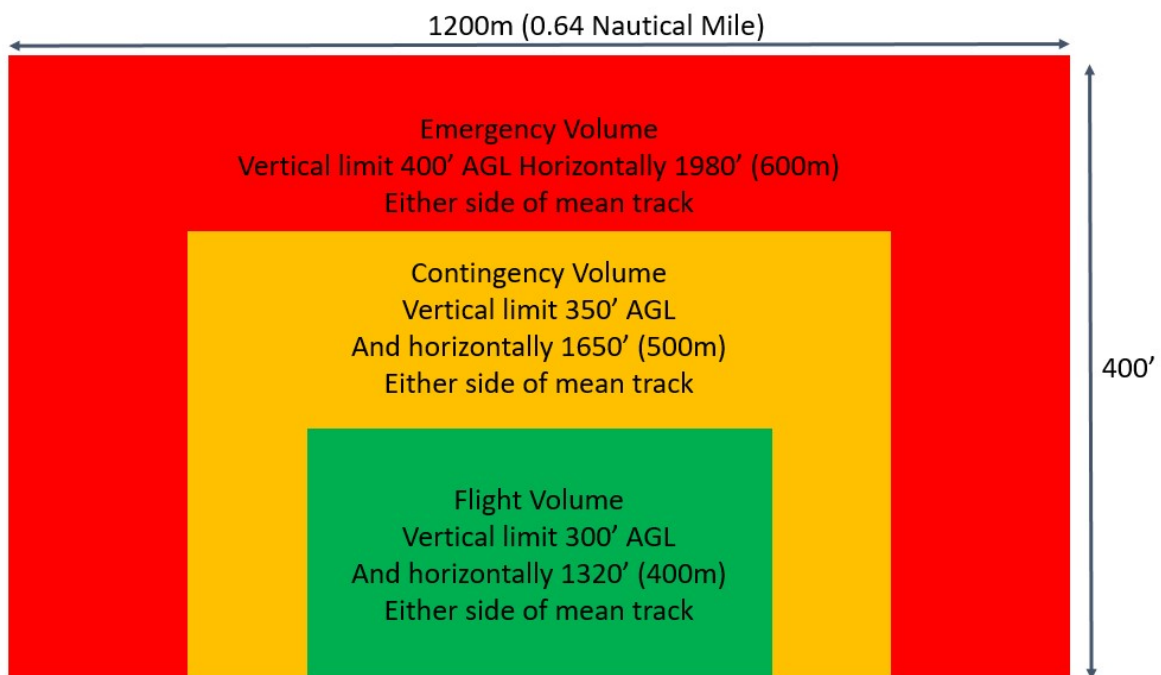 1200m (0.64 Nautical Mile)
Emergency Volume
Vertical limit 400’ AGL Horizontally 1980’ (600m)
Either side of mean track
Contingency Volume
Vertical limit 350’ AGL
And horizontally 1650’ (500m)
Either side of mean track
400’
Flight Volume
Vertical limit 300’ AGL
And horizontally 1320’ (400m)
Either side of mean track